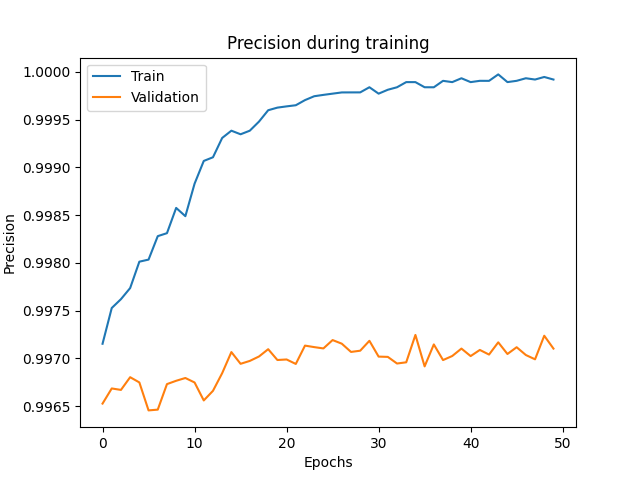 Precision during training
1.0000
0.9995
0.9990
0.9985
0.9980
0.9975
0.9970
0.9965
Precision
Train
Validation
0 10 20 30 40 50
Epochs